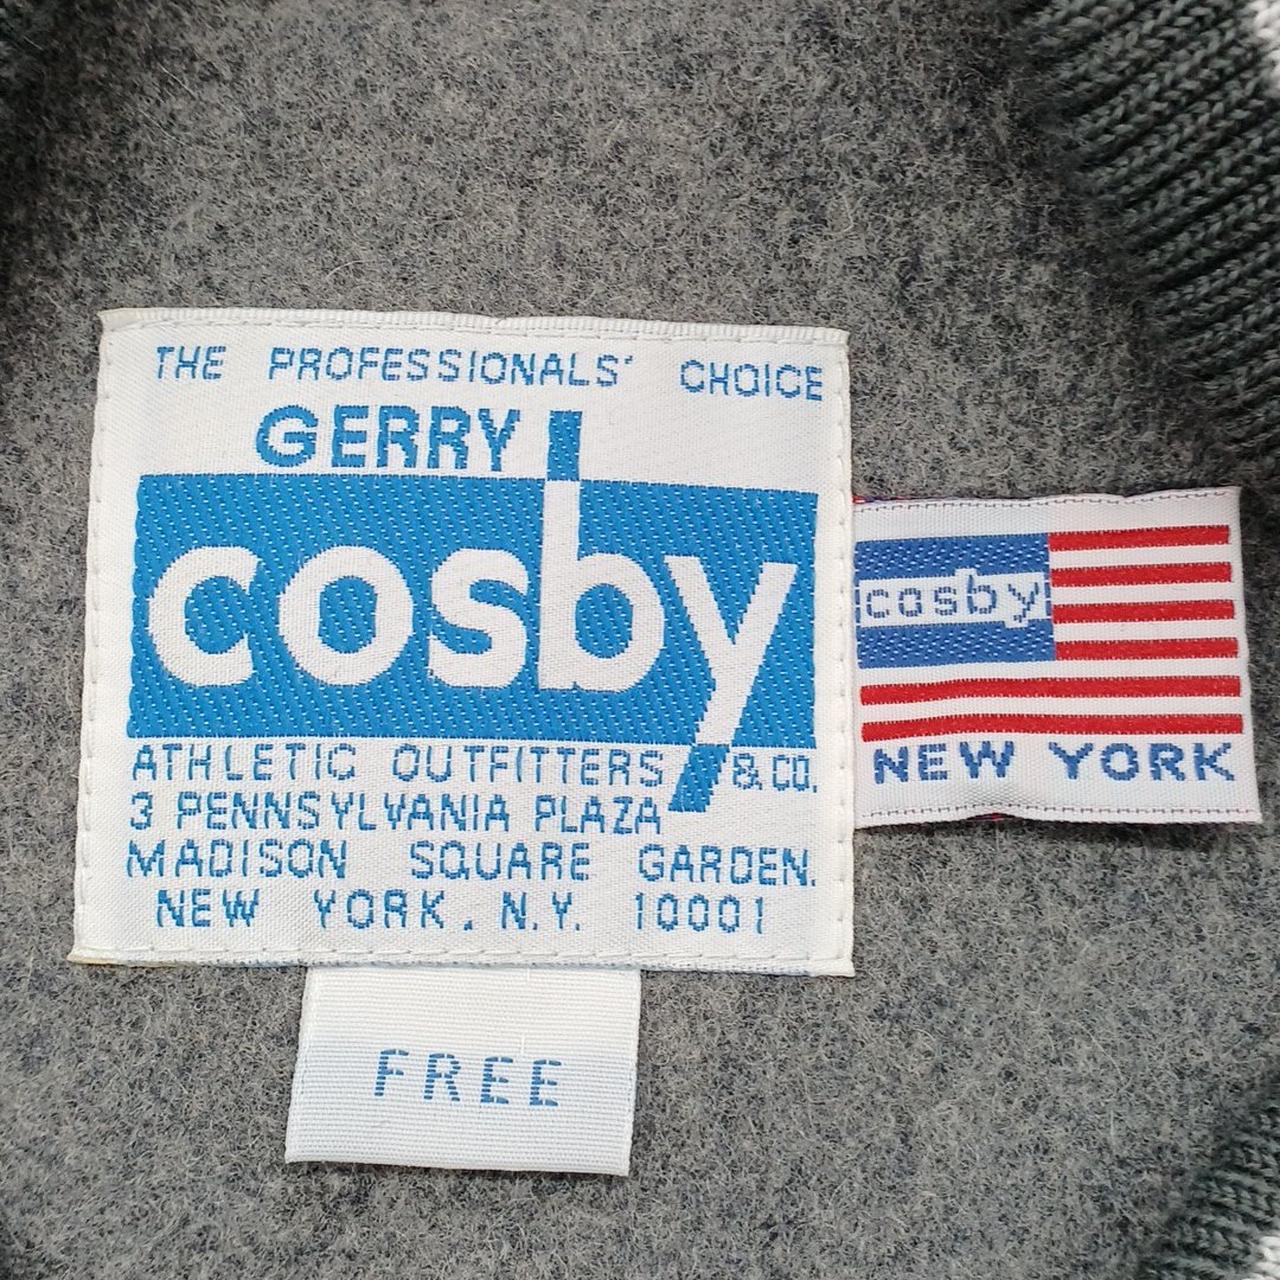 THE PROFESSIONALS' CHOICE
GERRY
cosby
ATHLETIC OUTFITTERS & CO.
3 PENNSYLVANIA PLAZA
MADISON SQUARE GARDEN.
NEW YORK. N.Y. 10001
cosby
NEW YORK
FREE